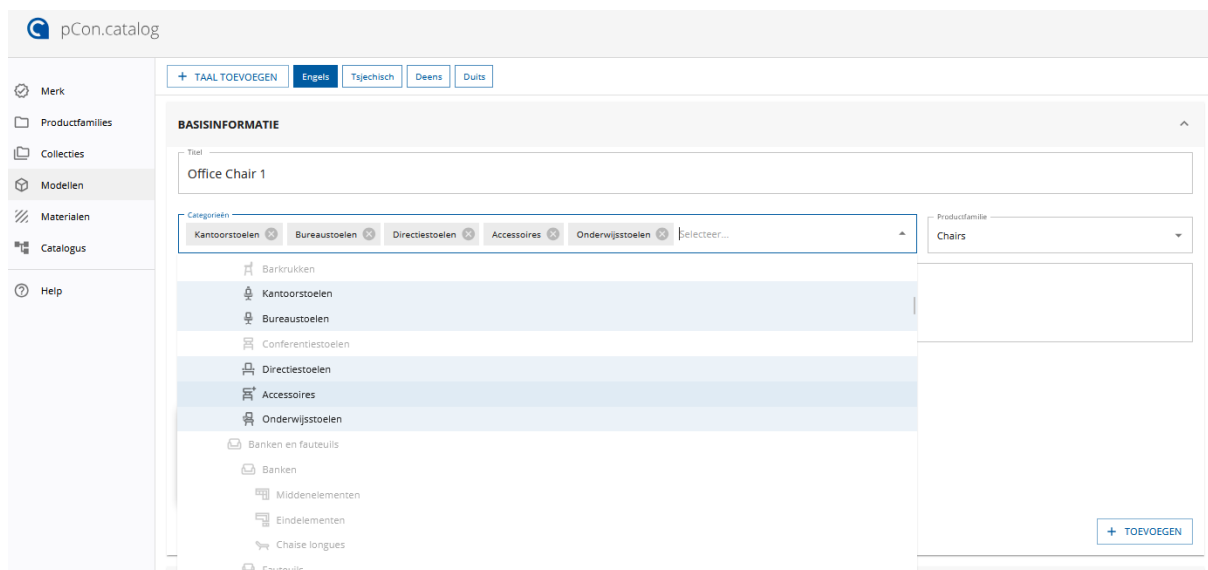 pCon.catalog
+ TAAL TOEVOEGEN Engels Tsjechisch Deens Duits
Merk
Productfamilies
Collecties
Modellen
Materialen
Catalogus
Help
BASISINFORMATIE
Titel
Office Chair 1
Categorieën
Kantoorstoelen Bureaustoelen Directiestoelen Accessoires Onderwijsstoelen Selecteer...
Productfamilie
Chairs
Barkrukken
Kantoorstoelen
Bureaustoelen
Conferentiestoelen
Directiestoelen
Accessoires
Onderwijsstoelen
Banken en fauteuils
Banken
Middenelementen
Eindelementen
Chaise longues
Fauteuils
+ TOEVOEGEN